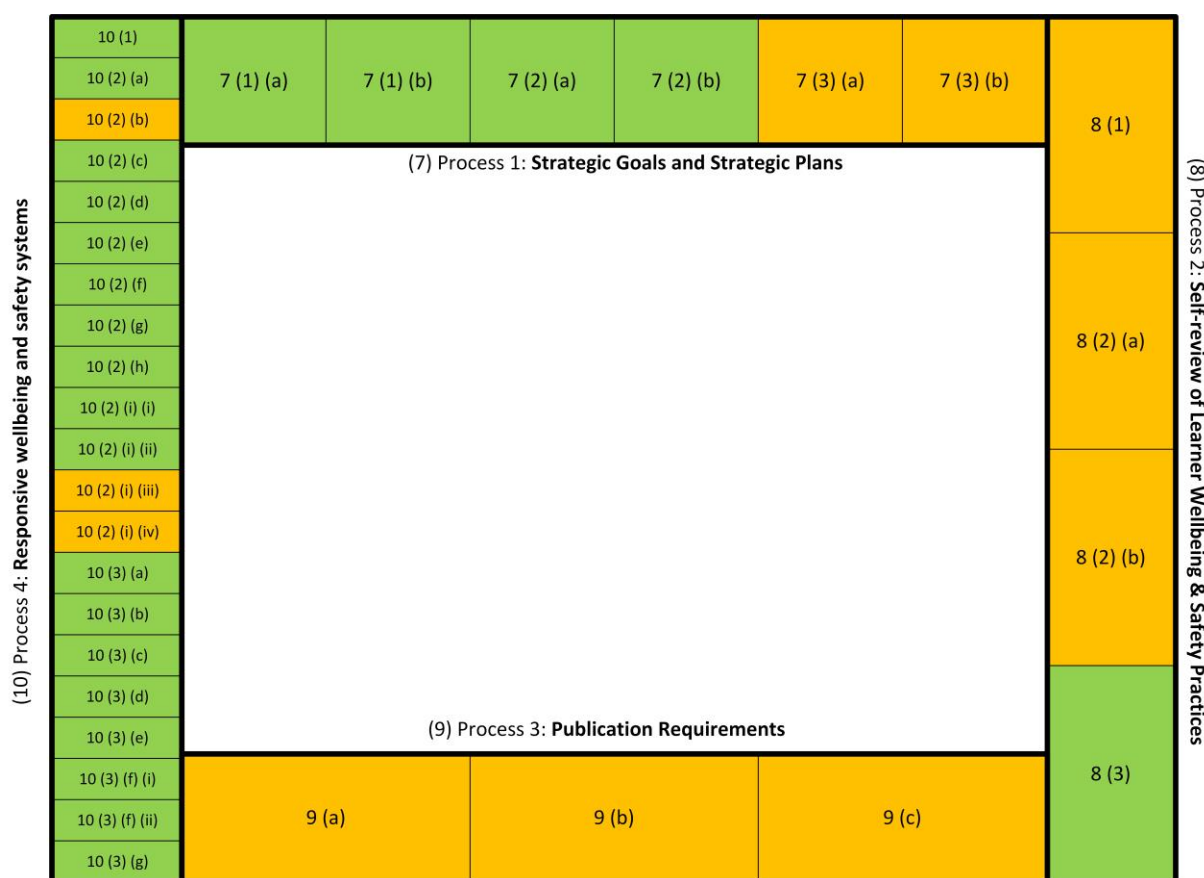 (10) Process 4: Responsive wellbeing and safety systems
10 (1)
10 (2) (a)
10 (2) (b)
10 (2) (c)
10 (2) (d)
10 (2) (e)
10 (2) (f)
10 (2) (g)
10 (2) (h)
10 (2) (i) (i)
10 (2) (i) (ii)
10 (2) (i) (iii)
10 (2) (i) (iv)
10 (3) (a)
10 (3) (b)
10 (3) (c)
10 (3) (d)
10 (3) (e)
10 (3) (f) (i)
10 (3) (f) (ii)
10 (3) (g)
7 (1) (a)
7 (1) (b)
7 (2) (a)
7 (2) (b)
7 (3) (a)
7 (3) (b)
(7) Process 1: Strategic Goals and Strategic Plans
(9) Process 3: Publication Requirements
9 (a)
9 (b)
9 (c)
8 (1)
8 (2) (a)
8 (2) (b)
8 (3)
(8) Process 2: Self-review of Learner Wellbeing & Safety Practices